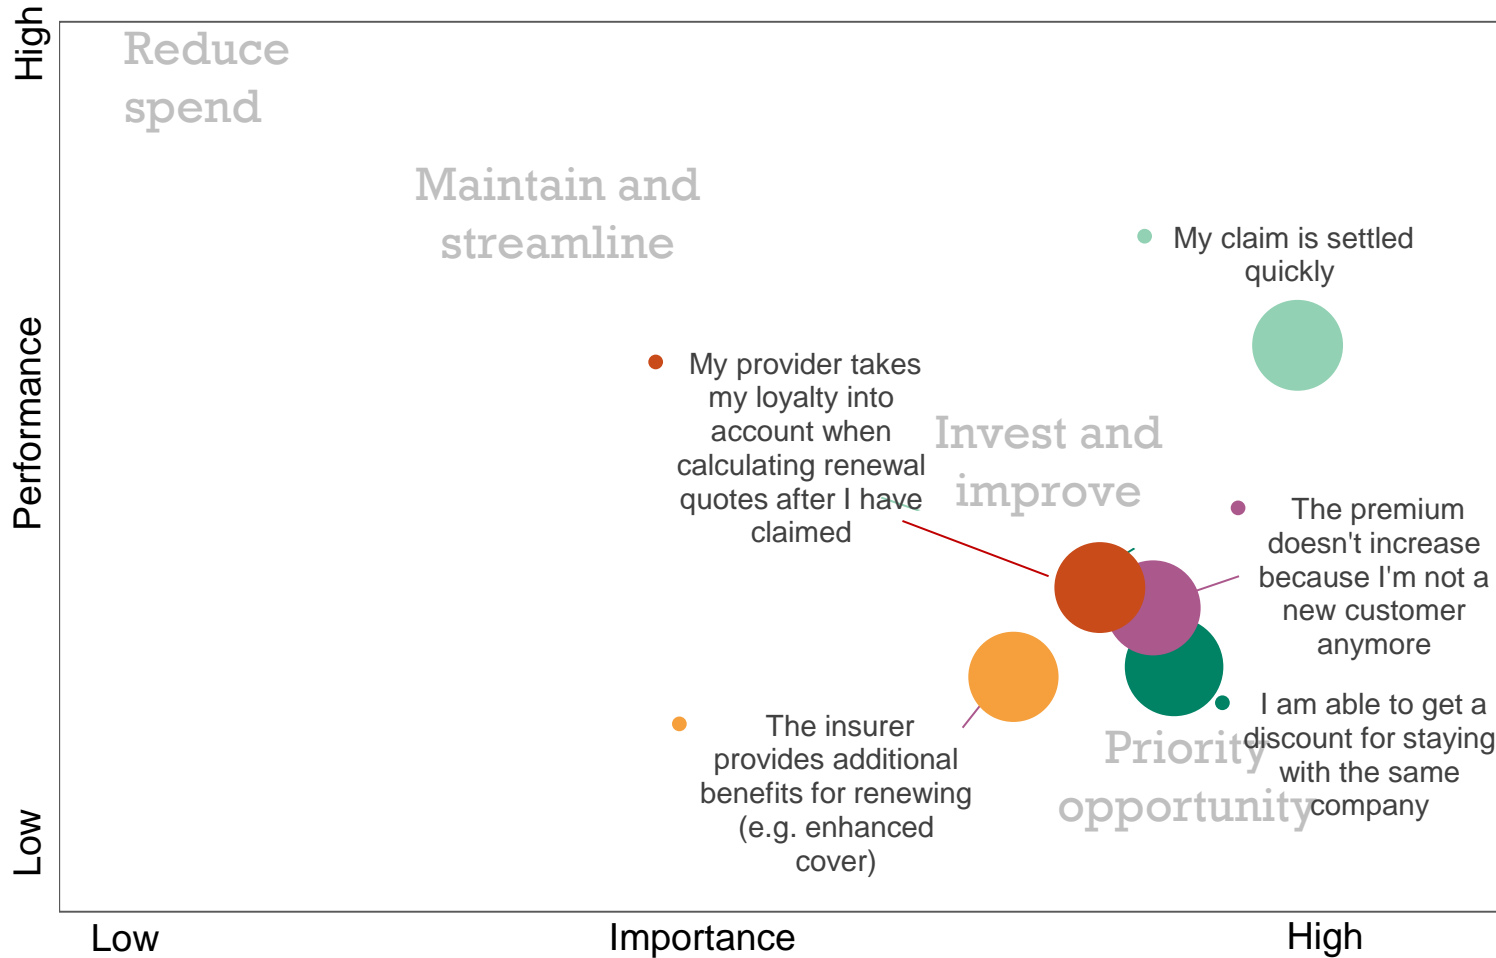 High
Performance
Low
Reduce
spend
Maintain and
streamline
My claim is settled
quickly
My provider takes
my loyalty into
account when
calculating renewal
quotes after I have
claimed
Invest and
improve
The premium
doesn't increase
because I'm not a
new customer
anymore
The insurer
provides additional
benefits for renewing
(e.g. enhanced
cover)
Priority
opportunity
I am able to get a
discount for staying
with the same
company
Low
Importance
High